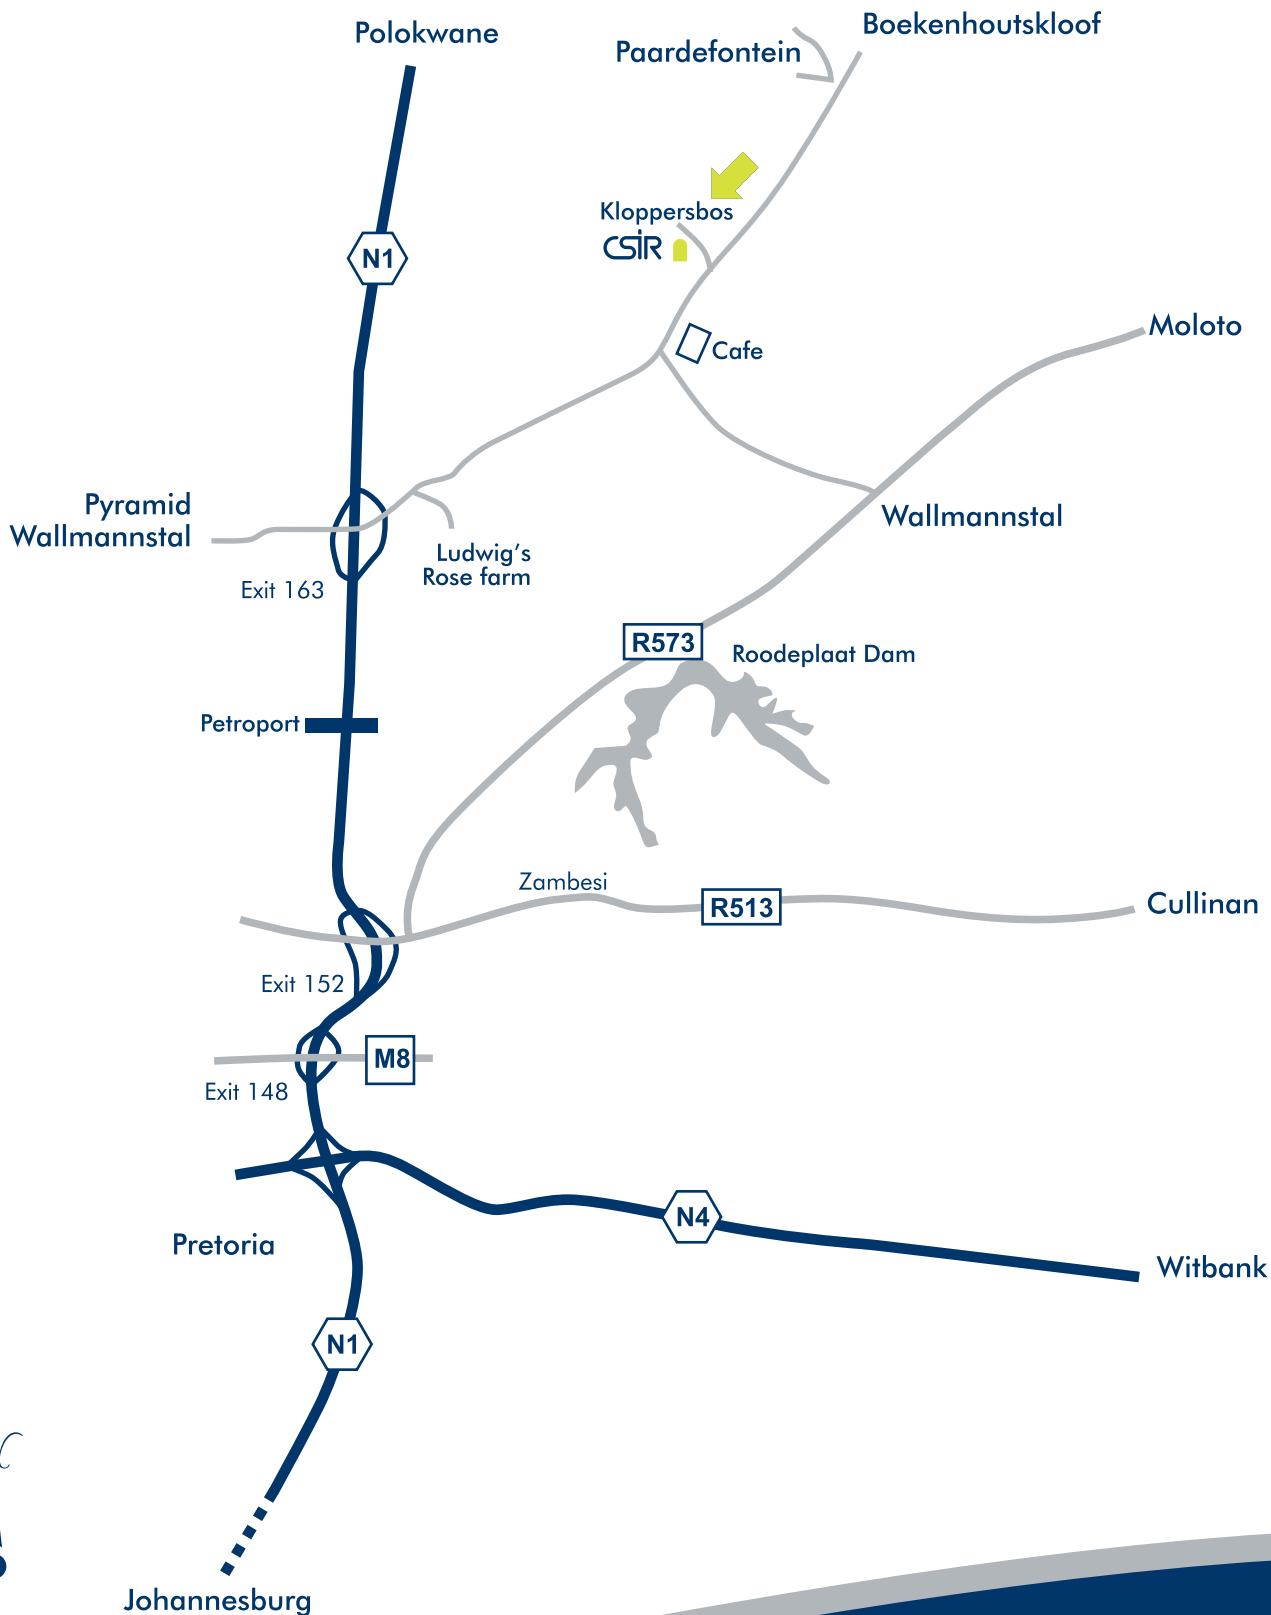 Polokwane
Boekenhoutskloof
Paardefontein
Kloppersbos
CSIR
N1
Moloto
Cafe
Pyramid
Wallmannstal
Wallmannstal
Ludwig's
Rose farm
Exit 163
R573
Roodeplaat Dam
Petroport
Zambesi
R513
Cullinan
Exit 152
M8
Exit 148
N4
Pretoria
Witbank
N1
Johannesburg